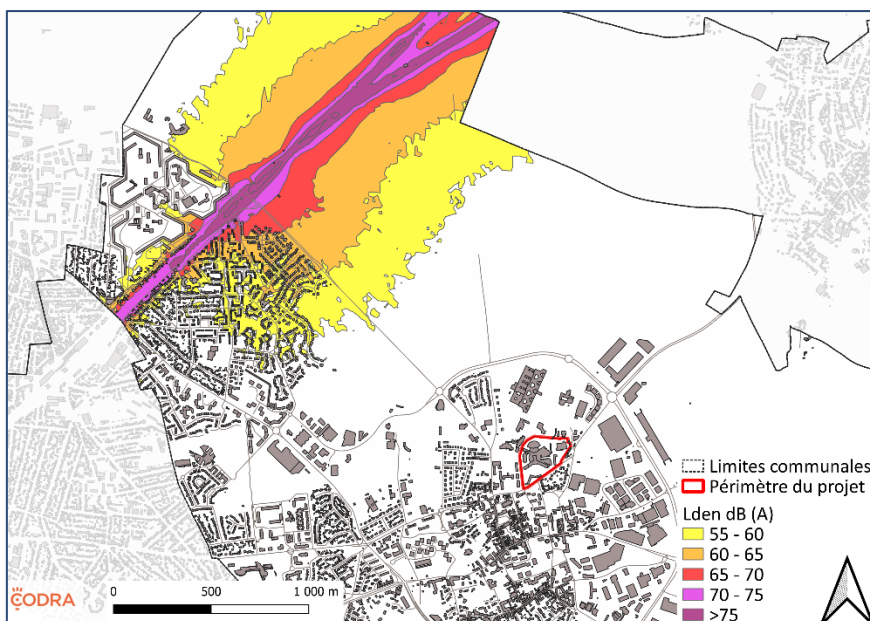 Limites communales
Périmètre du projet
Lden dB (A)
55 - 60
60 - 65
65 - 70
70 - 75
>75
CODRA
0 500 1 000 m